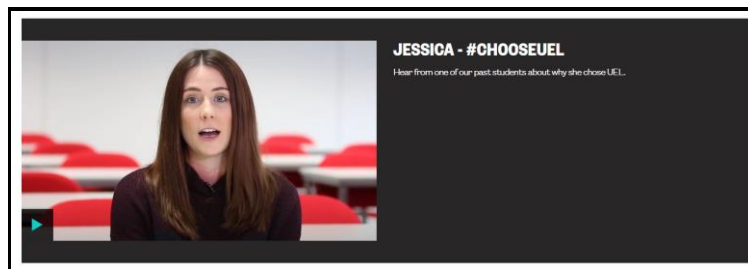 JESSICA - #CHOOSEUEL
Hear from one of our past students about why she chose UEL.